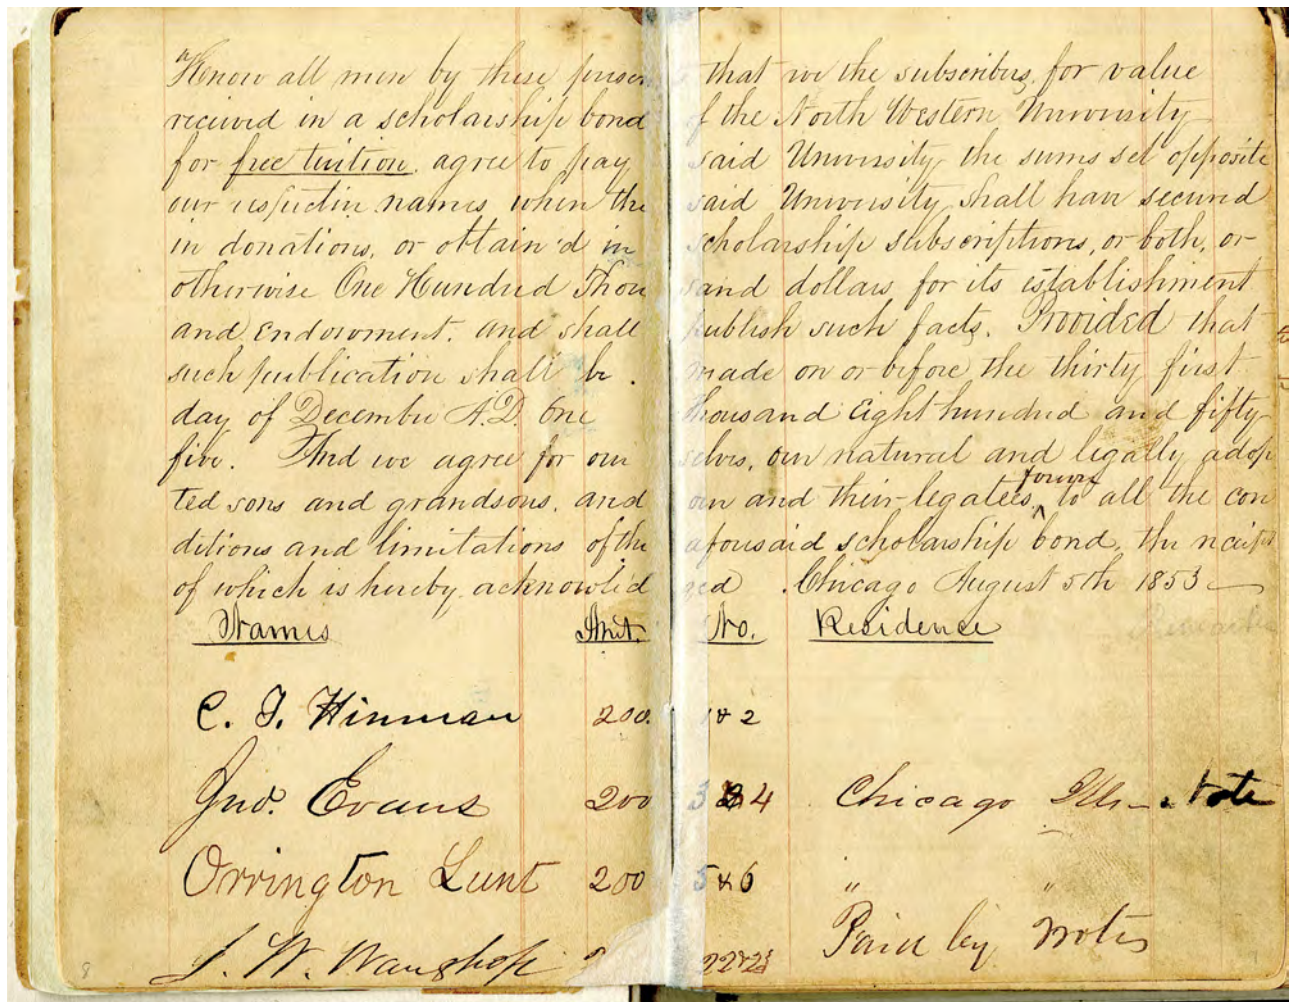 Know all men by these presen that we the subscribers, for value
received in a scholarship bond of the North Western University
for free tuition, agree to pay said University, the sums set opposite
our respective names when the said University shall have secured
in donations, or obtain'd in scholarship subscriptions, or both, or
otherwise One Hundred Thou sand dollars for its establishment
and Endowment. and shall publish such facts. Provided that
such publication shall be. made on or before the thirty first
day of December A.D. One thousand Eight hundred and fifty
five. And we agree for our selves, our natural and legally adop
ted sons and grandsons, and our and their legatees, to all the con
ditions and limitations of the aforesaid scholarship bond, the receipt
of which is hereby acknowled ged. Chicago August 5th 1853
Names Amt. No. Residence
C. T. Hinman 200. 1 & 2
Jno. Evans 200 3 & 4 Chicago Ills - . Note
Orrington Lunt 200 5 & 6 " "
J. W. Waughop 22 & 23 Paid by Notes
8